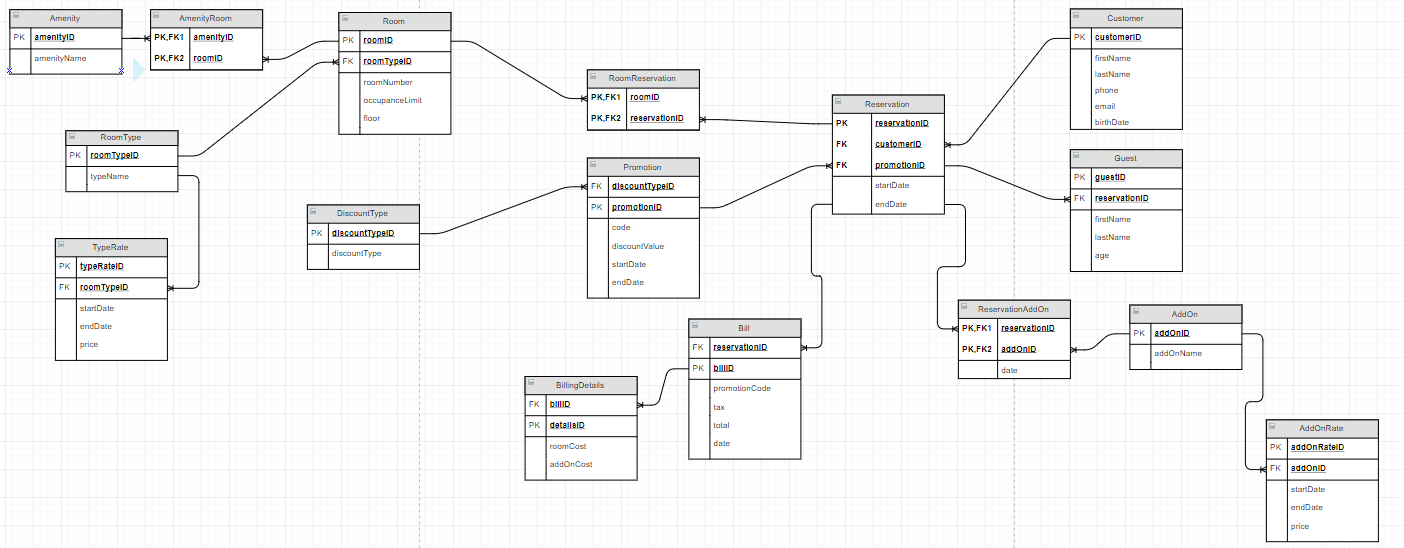 Amenity
PK amenityID
amenityName
AmenityRoom
PK,FK1 amenityID
PK,FK2 roomID
Room
PK roomID
FK roomTypeID
roomNumber
occupanceLimit
floor
RoomType
PK roomTypeID
typeName
TypeRate
PK typeRateID
FK roomTypeID
startDate
endDate
price
DiscountType
PK discountTypeID
discountType
RoomReservation
PK,FK1 roomID
PK,FK2 reservationID
Promotion
FK discountTypeID
PK promotionID
code
discountValue
startDate
endDate
Reservation
PK reservationID
FK customerID
FK promotionID
startDate
endDate
Customer
PK customerID
firstName
lastName
phone
email
birthDate
Guest
PK guestID
FK reservationID
firstName
lastName
age
Bill
FK reservationID
PK billID
promotionCode
tax
total
date
BillingDetails
FK billID
PK detailsID
roomCost
addOnCost
ReservationAddOn
PK,FK1 reservationID
PK,FK2 addOnID
date
AddOn
PK addOnID
addOnName
AddOnRate
PK addOnRateID
FK addOnID
startDate
endDate
price